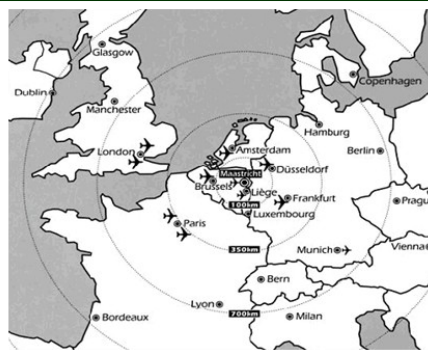 Glasgow
Copenhagen
Dublin
Manchester
Hamburg
Amsterdam
London
Berlin
Düsseldorf
Maastricht
Brussels
Liège
Frankfurt
Pragu
100km
Luxembourg
Paris
350km
Munich
Vienna
Bern
Lyon
700km
Bordeaux
Milan